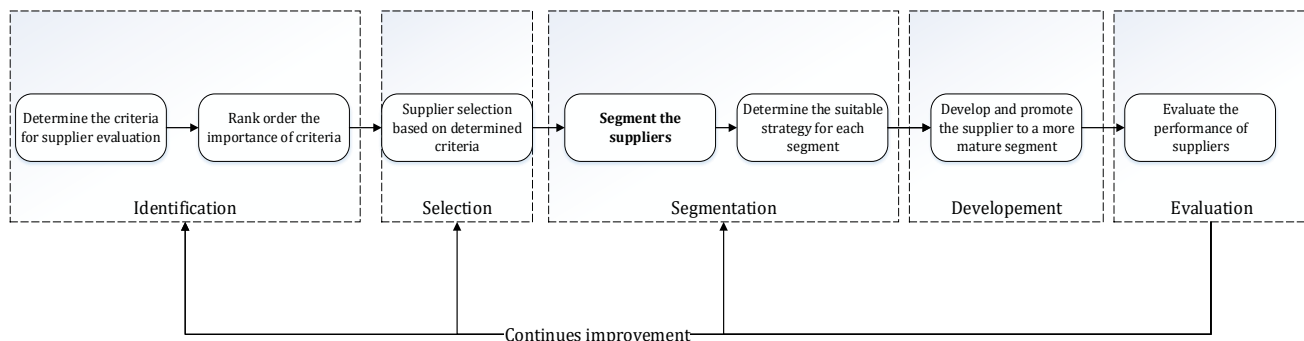 Determine the criteria
for supplier evaluation
Rank order the
importance of criteria
Supplier selection
based on determined
criteria
Segment the
suppliers
Determine the suitable
strategy for each
segment
Develop and promote
the supplier to a more
mature segment
Evaluate the
performance of
suppliers
Identification
Selection
Segmentation
Developement
Evaluation
Continues improvement